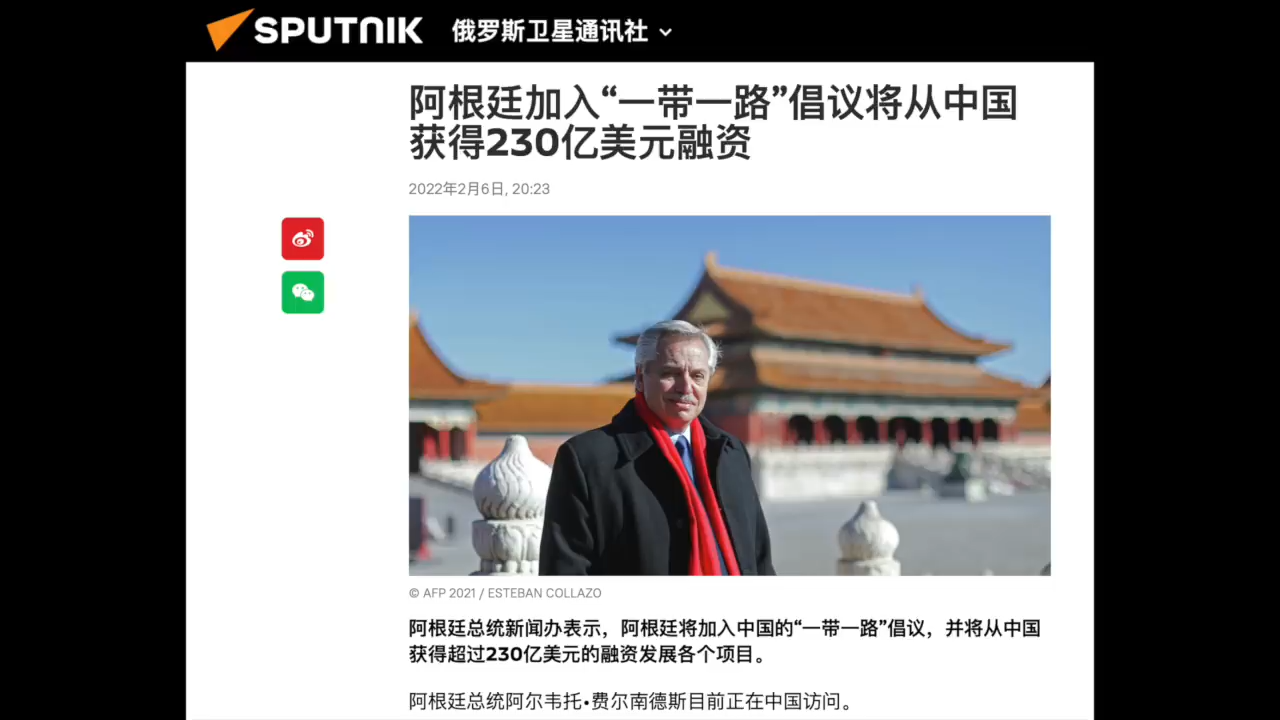 SPUTNIK 俄罗斯卫星通讯社
阿根廷加入“一带一路”倡议将从中国
获得230亿美元融资
2022年2月6日, 20:23
© AFP 2021 / ESTEBAN COLLAZO
阿根廷总统新闻办表示，阿根廷将加入中国的“一带一路”倡议，并将从中国
获得超过230亿美元的融资发展各个项目。
阿根廷总统阿尔韦托•费尔南德斯目前正在中国访问。